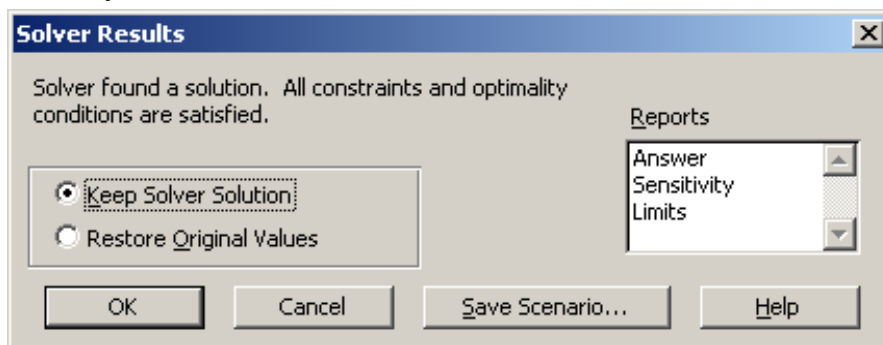 Solver Results
Solver found a solution.  All constraints and optimality
conditions are satisfied.
Reports
Answer
Sensitivity
Limits
Keep Solver Solution
Restore Original Values
OK
Cancel
Save Scenario...
Help